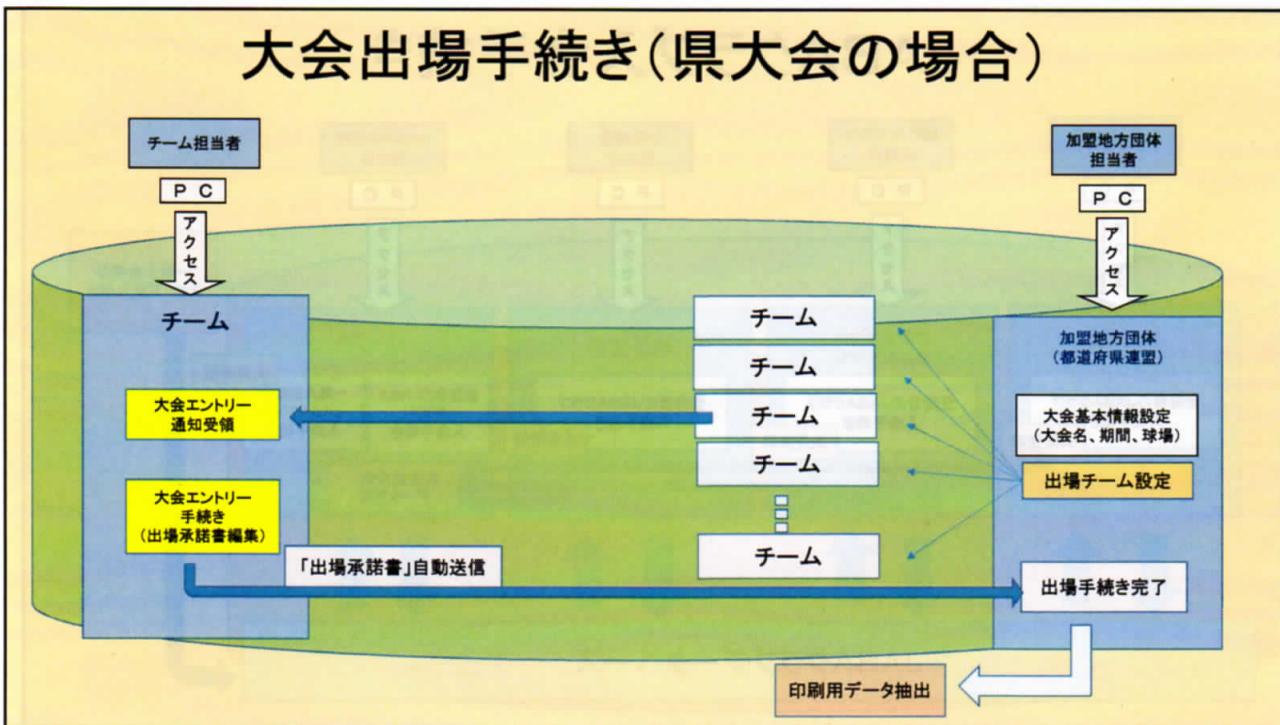 大会出場手続き(県大会の場合)
チーム担当者
PC
アクセス
加盟地方団体
担当者
PC
アクセス
チーム
大会エントリー
通知受領
大会エントリー
手続き
(出場承諾書編集)
「出場承諾書」自動送信
チーム
チーム
チーム
チーム
チーム
加盟地方団体
(都道府県連盟)
大会基本情報設定
(大会名、期間、球場)
出場チーム設定
出場手続き完了
印刷用データ抽出